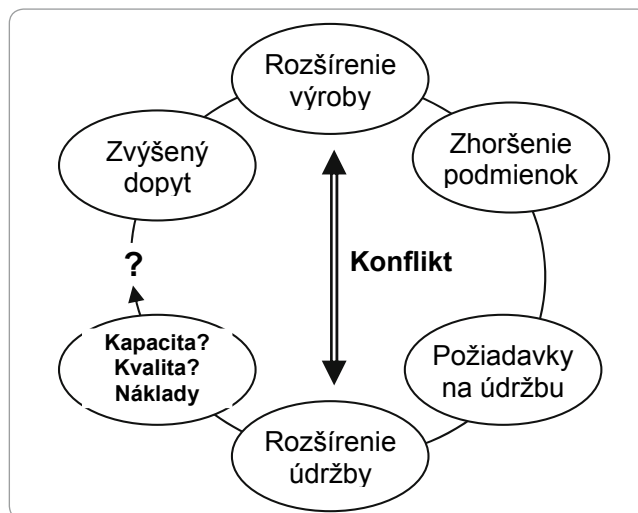 Rozšírenie
výroby
Zvýšený
dopyt
Zhoršenie
podmienok
?
Konflikt
Kapacita?
Kvalita?
Náklady
Požiadavky
na údržbu
Rozšírenie
údržby